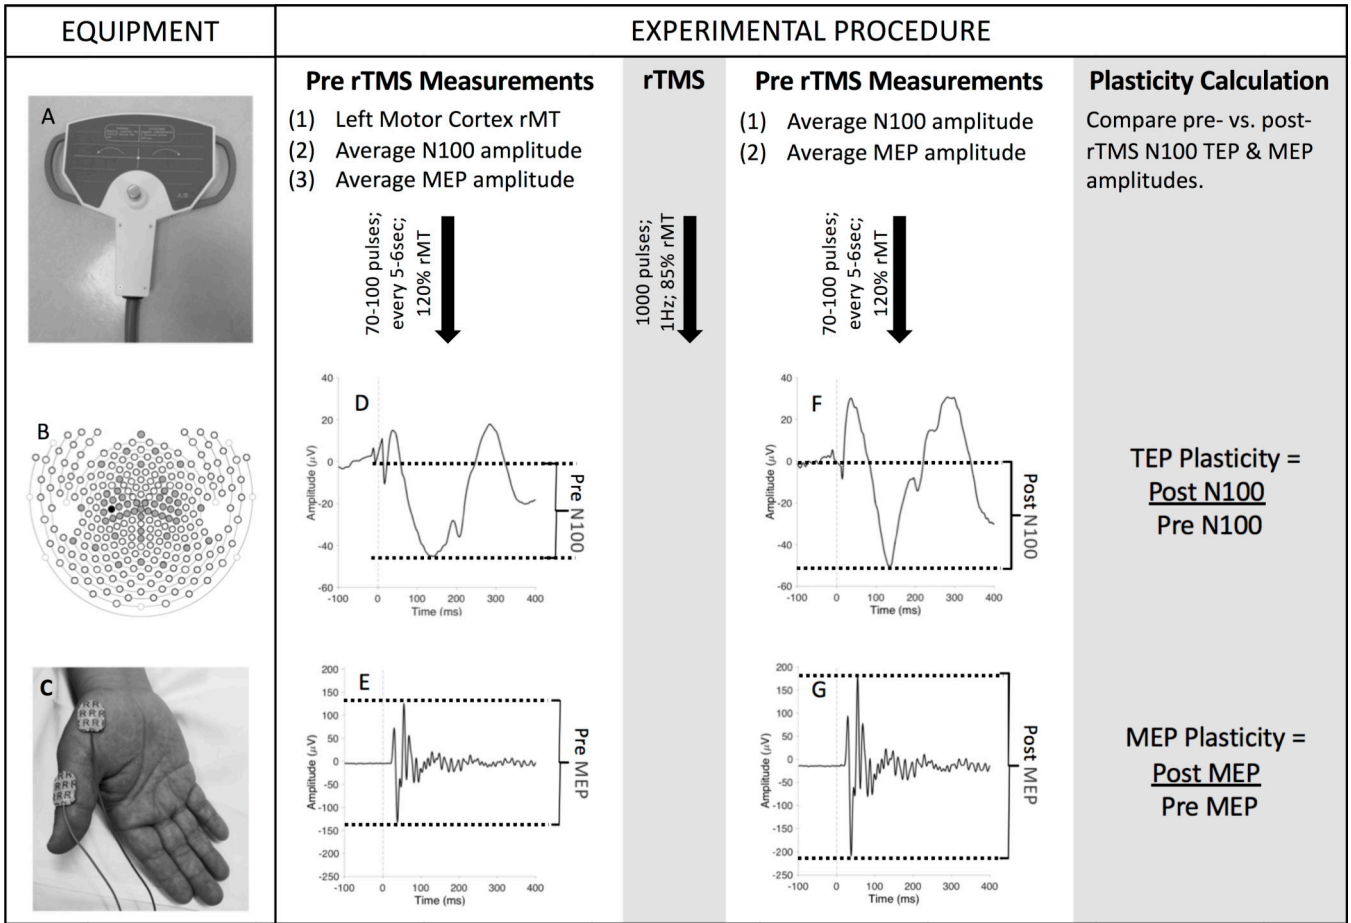 EQUIPMENT
EXPERIMENTAL PROCEDURE
Pre rTMS Measurements
(1) Left Motor Cortex rMT
(2) Average N100 amplitude
(3) Average MEP amplitude
rTMS
Pre rTMS Measurements
(1) Average N100 amplitude
(2) Average MEP amplitude
Plasticity Calculation
Compare pre- vs. post-
rTMS N100 TEP & MEP
amplitudes.
A
70-100 pulses;
every 5-6sec;
120% rMT
1000 pulses;
1Hz; 85% rMT
70-100 pulses;
every 5-6sec;
120% rMT
B
D
40
20
0
-20
-40
-60
Amplitude (µV)
-100
0
100
200
300
400
Time (ms)
Pre N100
F
40
20
0
-20
-40
-60
Amplitude (µV)
-100
0
100
200
300
400
Time (ms)
Post N100
TEP Plasticity =
Post N100
Pre N100
C
R R
R R R
R R
R R
R R R
R R
E
200
150
100
50
0
-50
-100
-150
-200
-250
Amplitude (µV)
-100
0
100
200
300
400
Time (ms)
Pre MEP
G
200
150
100
50
0
-50
-100
-150
-200
-250
Amplitude (µV)
-100
0
100
200
300
400
Time (ms)
Post MEP
MEP Plasticity =
Post MEP
Pre MEP